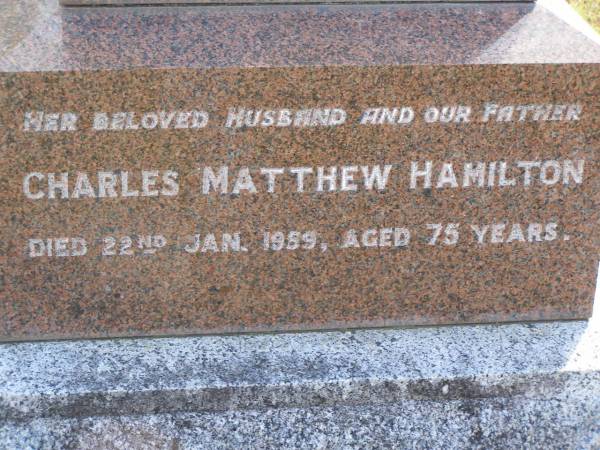 HER BELOVED HUSBAND AND OUR FATHER
CHARLES MATTHEW HAMILTON
DIED 22ND JAN. 1959, AGED 75 YEARS.